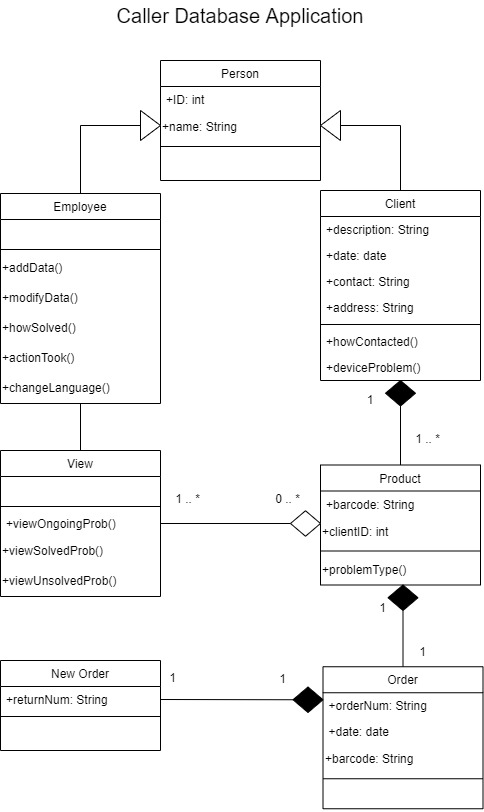 Caller Database Application
Person
+ID: int
+name: String
Employee
+addData()
+modifyData()
+howSolved()
+actionTook()
+changeLanguage()
Client
+description: String
+date: date
+contact: String
+address: String
+howContacted()
+deviceProblem()
1
1 .. *
View
+viewOngoingProb()
+viewSolvedProb()
+viewUnsolvedProb()
1 .. *
0 .. *
Product
+barcode: String
+clientID: int
+problemType()
1
1
New Order
+returnNum: String
1
1
Order
+orderNum: String
+date: date
+barcode: String